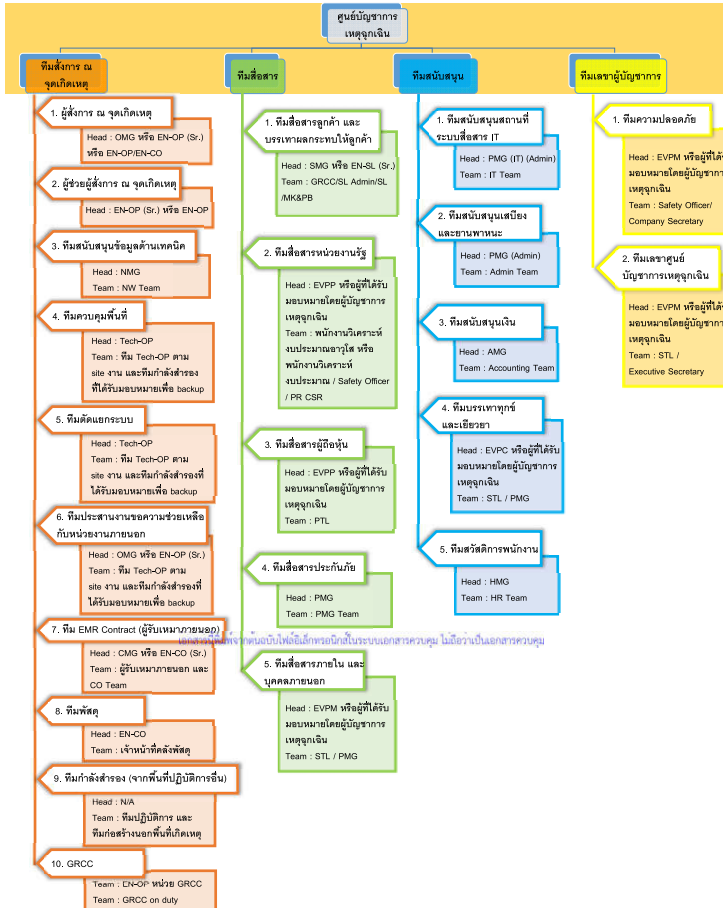 ศูนย์บัญชาการ
เหตุฉุกเฉิน
ทีมสั่งการ ณ
จุดเกิดเหตุ
1. ผู้สั่งการ ณ จุดเกิดเหตุ
Head : OMG หรือ EN-OP (Sr.)
หรือ EN-OP/EN-CO
2. ผู้ช่วยผู้สั่งการ ณ จุดเกิดเหตุ
Head : EN-OP (Sr.) หรือ EN-OP
3. ทีมสนับสนุนข้อมูลด้านเทคนิค
Head : NMG
Team : NW Team
4. ทีมควบคุมพื้นที่
Head : Tech-OP
Team : ทีม Tech-OP ตาม
site งาน และทีมกำลังสำรอง
ที่ได้รับมอบหมายเพื่อ backup
5. ทีมตัดแยกระบบ
Head : Tech-OP
Team : ทีม Tech-OP ตาม
site งาน และทีมกำลังสำรองที่
ได้รับมอบหมายเพื่อ backup
6. ทีมประสานงานขอความช่วยเหลือ
กับหน่วยงานภายนอก
Head : OMG หรือ EN-OP (Sr.)
Team : ทีม Tech-OP ตาม
site งาน และทีมกำลังสำรองที่
ได้รับมอบหมายเพื่อ backup
7. ทีม EMR Contract (ผู้รับเหมาภายนอก)
Head : CMG หรือ EN-CO (Sr.)
Team : ผู้รับเหมาภายนอก และ
CO Team
8. ทีมพัสดุ
Head : EN-CO
Team : เจ้าหน้าที่คลังพัสดุ
9. ทีมกำลังสำรอง (จากพื้นที่ปฏิบัติการอื่น)
Head : N/A
Team : ทีมปฏิบัติการ และ
ทีมก่อสร้างนอกพื้นที่เกิดเหตุ
10. GRCC
Team : EN-OP หน่วย GRCC
Team : GRCC on duty
ทีมสื่อสาร
1. ทีมสื่อสารลูกค้า และ
บรรเทาผลกระทบให้ลูกค้า
Head : SMG หรือ EN-SL (Sr.)
Team : GRCC/SL Admin/SL
/MK&PB
2. ทีมสื่อสารหน่วยงานรัฐ
Head : EVPP หรือผู้ที่ได้รับ
มอบหมายโดยผู้บัญชาการ
เหตุฉุกเฉิน
Team : พนักงานวิเคราะห์
งบประมาณอาวุโส หรือ
พนักงานวิเคราะห์
งบประมาณ / Safety Officer
/ PR CSR
3. ทีมสื่อสารผู้ถือหุ้น
Head : EVPP หรือผู้ที่ได้รับ
มอบหมายโดยผู้บัญชาการ
เหตุฉุกเฉิน
Team : PTL
4. ทีมสื่อสารประกันภัย
Head : PMG
Team : PMG Team
เอกสารนี้พิมพ์จากต้นฉบับไฟล์อิเล็กทรอนิกส์ในระบบเอกสารควบคุม ไม่ถือว่าเป็นเอกสารควบคุม
5. ทีมสื่อสารภายใน และ
บุคคลภายนอก
Head : EVPM หรือผู้ที่ได้รับ
มอบหมายโดยผู้บัญชาการ
เหตุฉุกเฉิน
Team : STL / PMG
ทีมสนับสนุน
1. ทีมสนับสนุนสถานที่
ระบบสื่อสาร IT
Head : PMG (IT) (Admin)
Team : IT Team
2. ทีมสนับสนุนเสบียง
และยานพาหนะ
Head : PMG (Admin)
Team : Admin Team
3. ทีมสนับสนุนเงิน
Head : AMG
Team : Accounting Team
4. ทีมบรรเทาทุกข์
และเยียวยา
Head : EVPC หรือผู้ที่ได้รับ
มอบหมายโดยผู้บัญชาการ
เหตุฉุกเฉิน
Team : STL / PMG
5. ทีมสวัสดิการพนักงาน
Head : HMG
Team : HR Team
ทีมเลขาผู้บัญชาการ
1. ทีมความปลอดภัย
Head : EVPM หรือผู้ที่ได้รับ
มอบหมายโดยผู้บัญชาการ
เหตุฉุกเฉิน
Team : Safety Officer/
Company Secretary
2. ทีมเลขาศูนย์
บัญชาการเหตุฉุกเฉิน
Head : EVPM หรือผู้ที่ได้รับ
มอบหมายโดยผู้บัญชาการ
เหตุฉุกเฉิน
Team : STL /
Executive Secretary